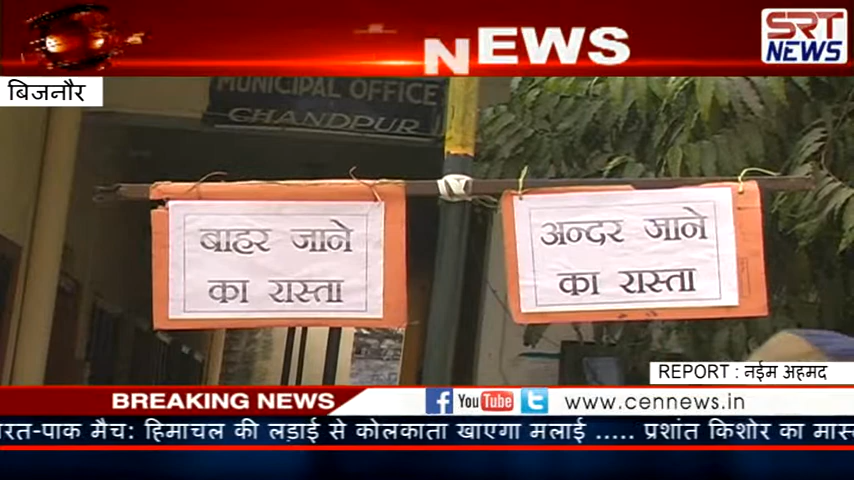 NEWS
SRT
NEWS
बिजनौर
MUNICIPAL OFFICE
CHANDPUR
बाहर जाने
का रास्ता
अन्दर जाने
का रास्ता
REPORT : नईम अहमद
BREAKING NEWS
f YouTube www.cennews.in
रत-पाक मैच: हिमाचल की लड़ाई से कोलकाता खाएगा मलाई ..... प्रशांत किशोर का मास्